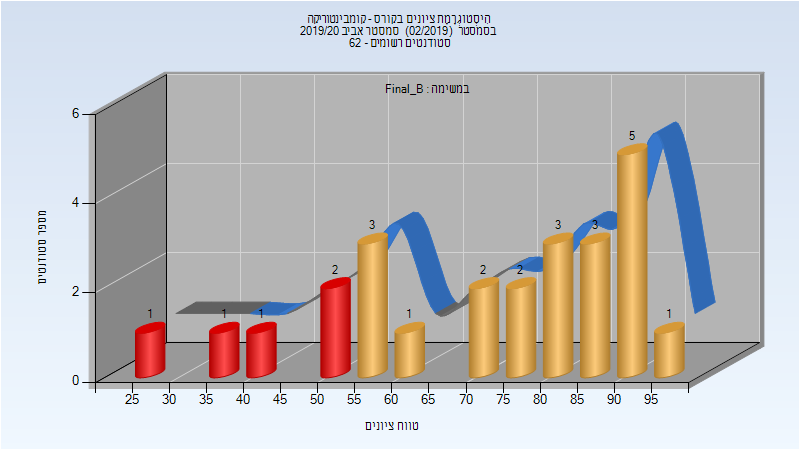 היסטוגרמת ציונים בקורס - קומבינטוריקה
בסמסטר (02/2019) סמסטר אביב 2019/20
סטודנטים רשומים - 62
במשימה : Final_B
מספר סטודנטים
6
4
2
0
1
1
1
2
3
1
2
2
3
3
5
1
25 30 35 40 45 50 55 60 65 70 75 80 85 90 95
טווח ציונים